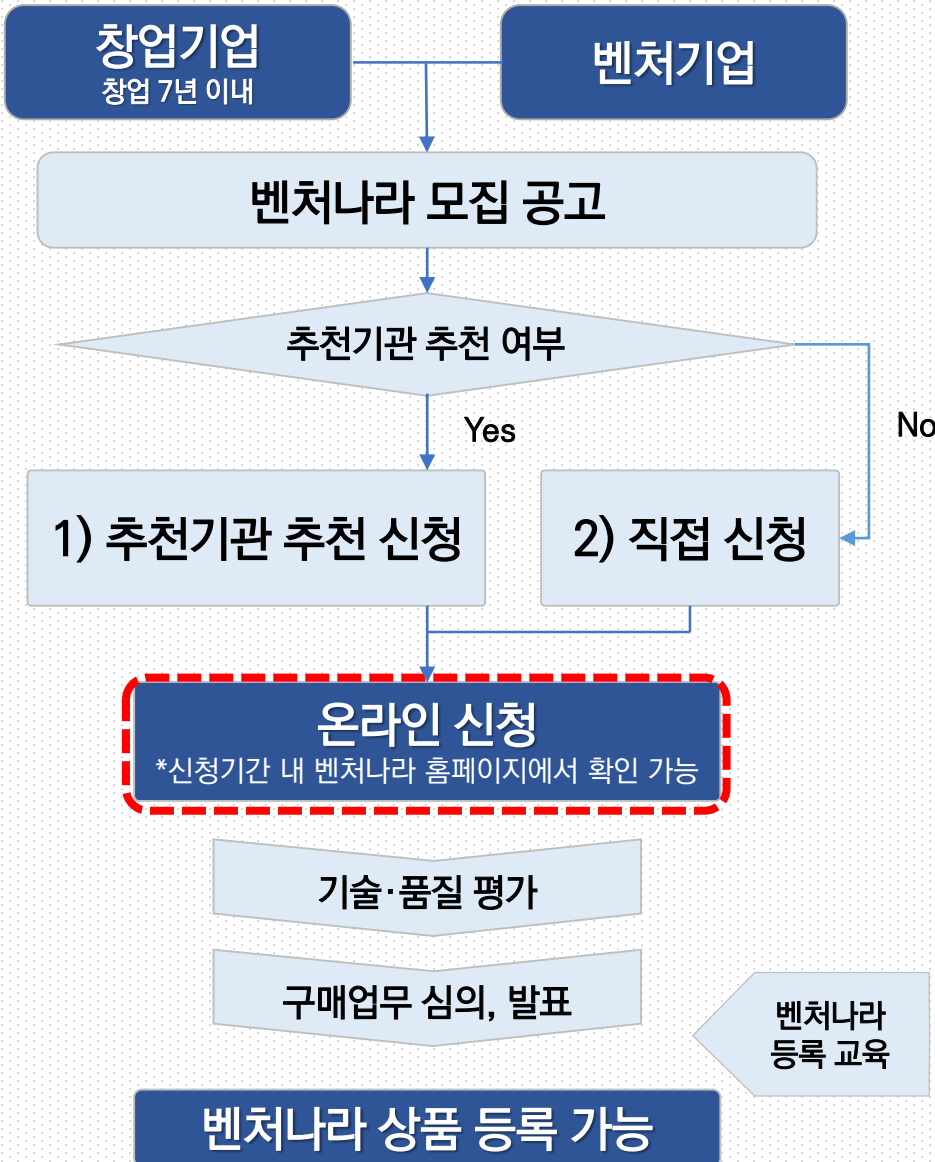 창업기업
창업 7년 이내
벤처기업
벤처나라 모집 공고
추천기관 추천 여부
Yes
No
1) 추천기관 추천 신청
2) 직접 신청
온라인 신청
*신청기간 내 벤처나라 홈페이지에서 확인 가능
기술·품질 평가
구매업무 심의, 발표
벤처나라
등록 교육
벤처나라 상품 등록 가능